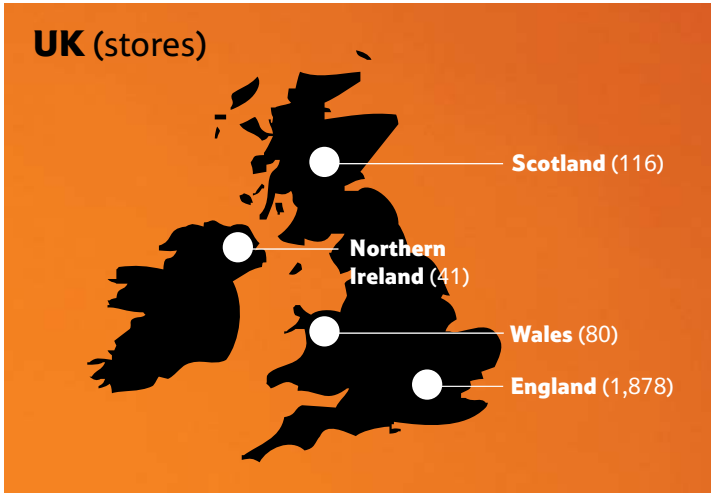 UK (stores)
Scotland (116)
Northern
Ireland (41)
Wales (80)
England (1,878)